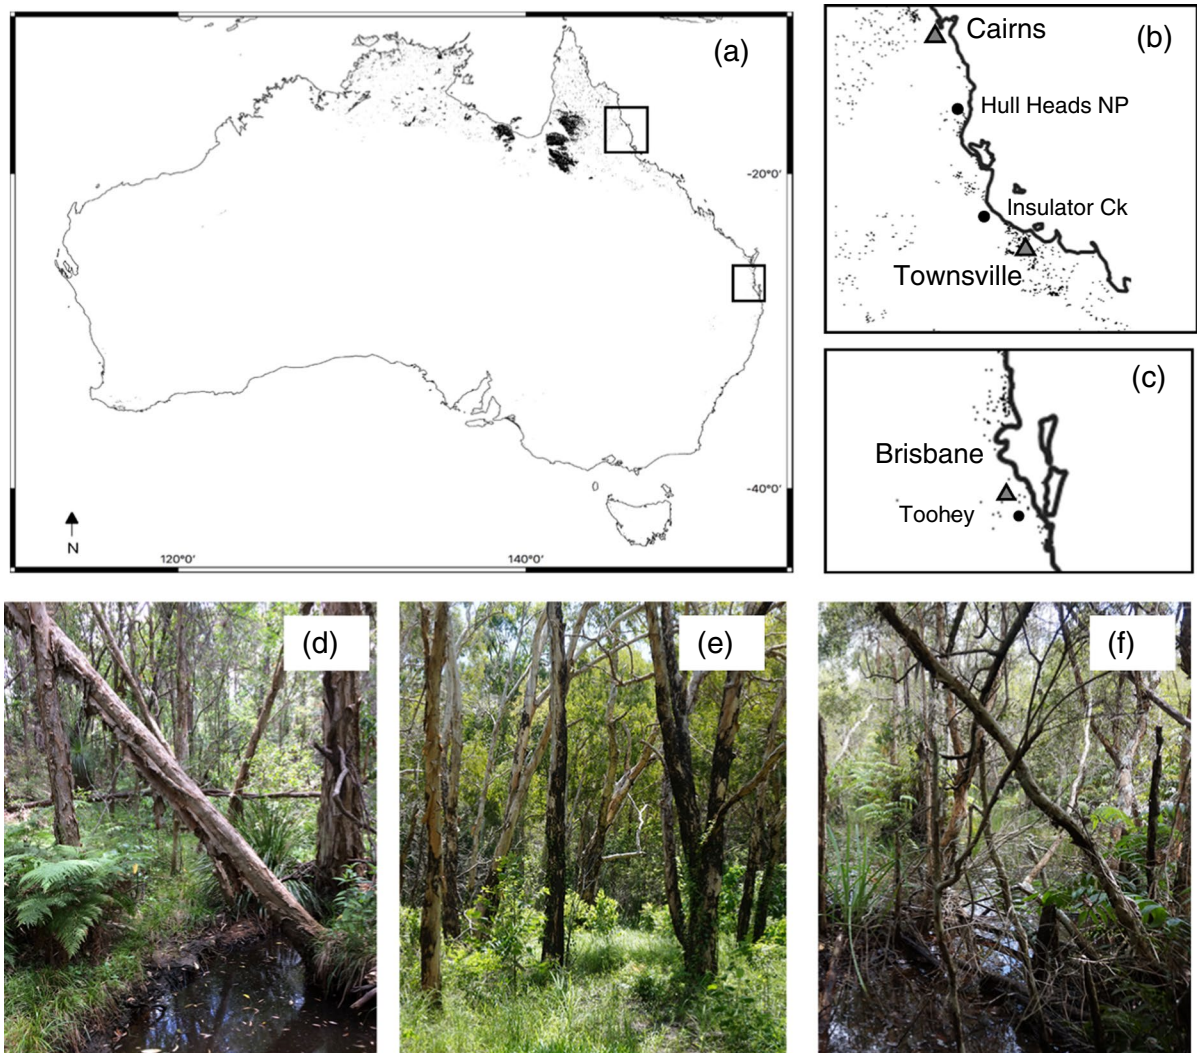 (a)
-20°0'
-40°0'
N
120°0'
140°0'
(b)
Cairns
Hull Heads NP
Insulator Ck
Townsville
(c)
Brisbane
Toohey
(d)
(e)
(f)